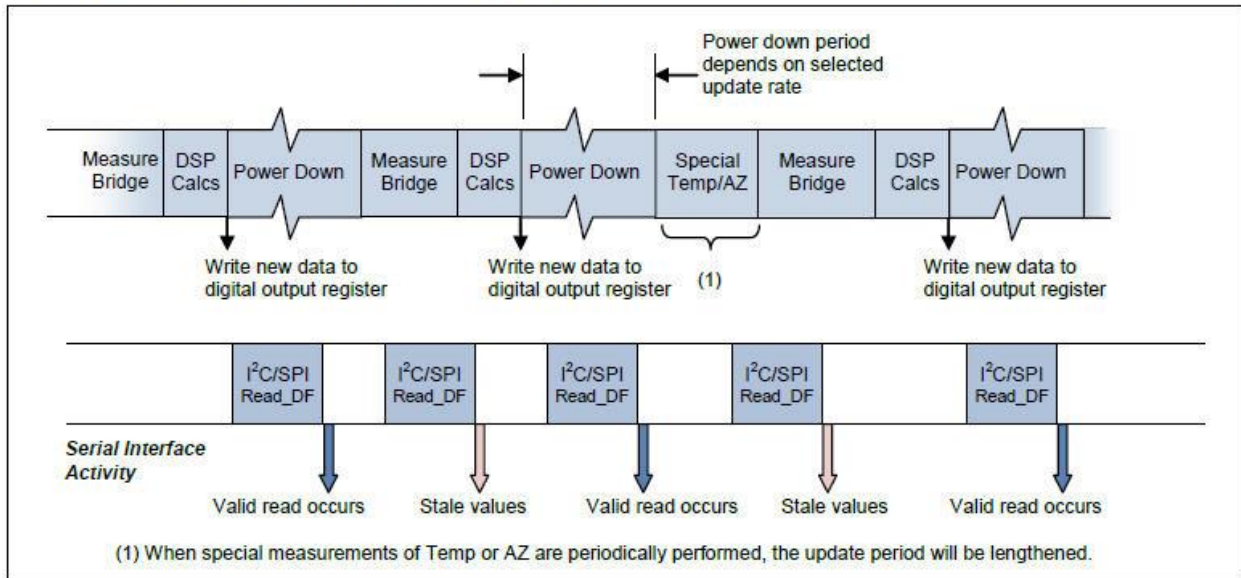 Power down period
depends on selected
update rate
Measure
Bridge
DSP
Calcs
Power Down
Measure
Bridge
DSP
Calcs
Power Down
Special
Temp/AZ
Measure
Bridge
DSP
Calcs
Power Down
Write new data to
digital output register
Write new data to
digital output register
(1)
Write new data to
digital output register
I²C/SPI
Read_DF
I²C/SPI
Read_DF
I²C/SPI
Read_DF
I²C/SPI
Read_DF
I²C/SPI
Read_DF
Serial Interface
Activity
Valid read occurs
Stale values
Valid read occurs
Stale values
Valid read occurs
(1) When special measurements of Temp or AZ are periodically performed, the update period will be lengthened.